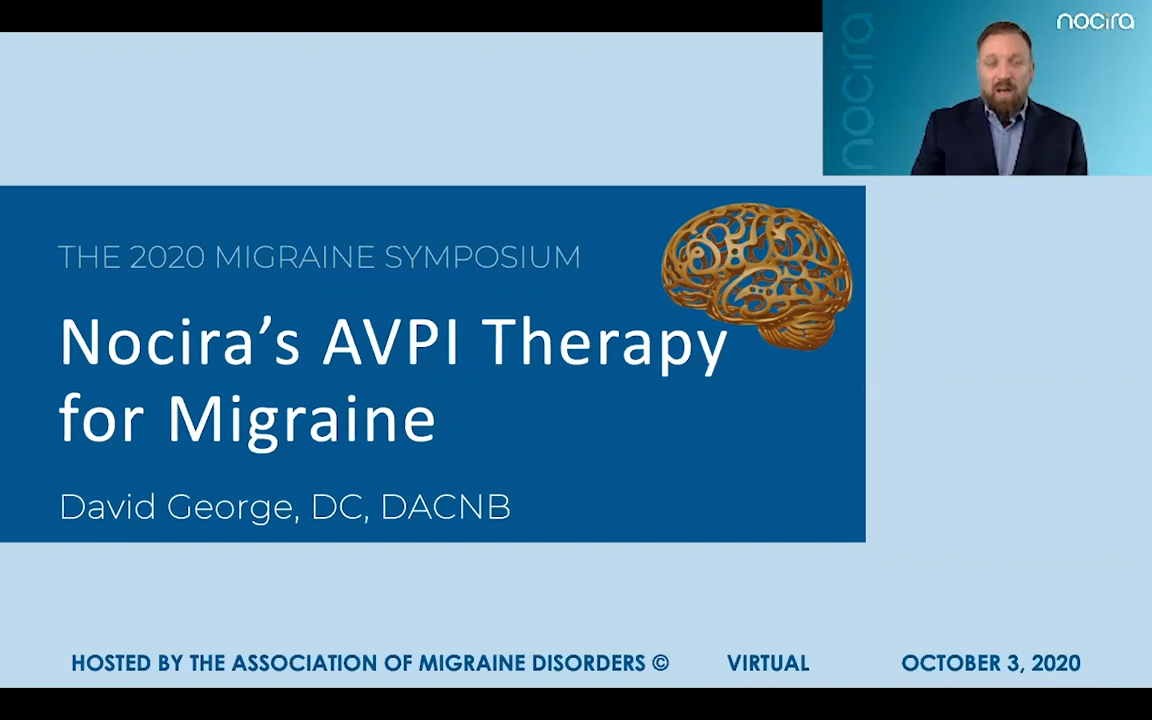 nocira
nocira
THE 2020 MIGRAINE SYMPOSIUM
Nocira’s AVPI Therapy
for Migraine
David George, DC, DACNB
HOSTED BY THE ASSOCIATION OF MIGRAINE DISORDERS © VIRTUAL OCTOBER 3, 2020